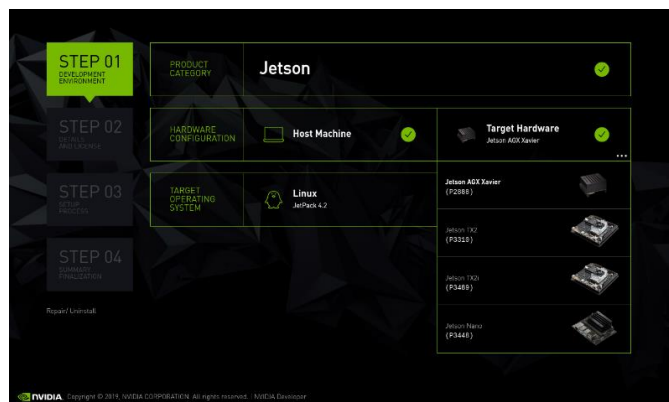 STEP 01
DEVELOPMENT
ENVIRONMENT
PRODUCT
CATEGORY
Jetson
STEP 02
DETAILS
AND LICENSE
HARDWARE
CONFIGURATION
Host Machine
Target Hardware
Jetson AGX Xavier
...
STEP 03
SETUP
PROCESS
TARGET
OPERATING
SYSTEM
Linux
JetPack 4.2
Jetson AGX Xavier
(P2888)
Jetson TX2
(P3310)
Jetson TX2i
(P3489)
Jetson Nano
(P3448)
STEP 04
SUMMARY
FINALIZATION
Repair/ Uninstall
NVIDIA. Copyright © 2019, NVIDIA CORPORATION. All rights reserved. | NVIDIA Developer